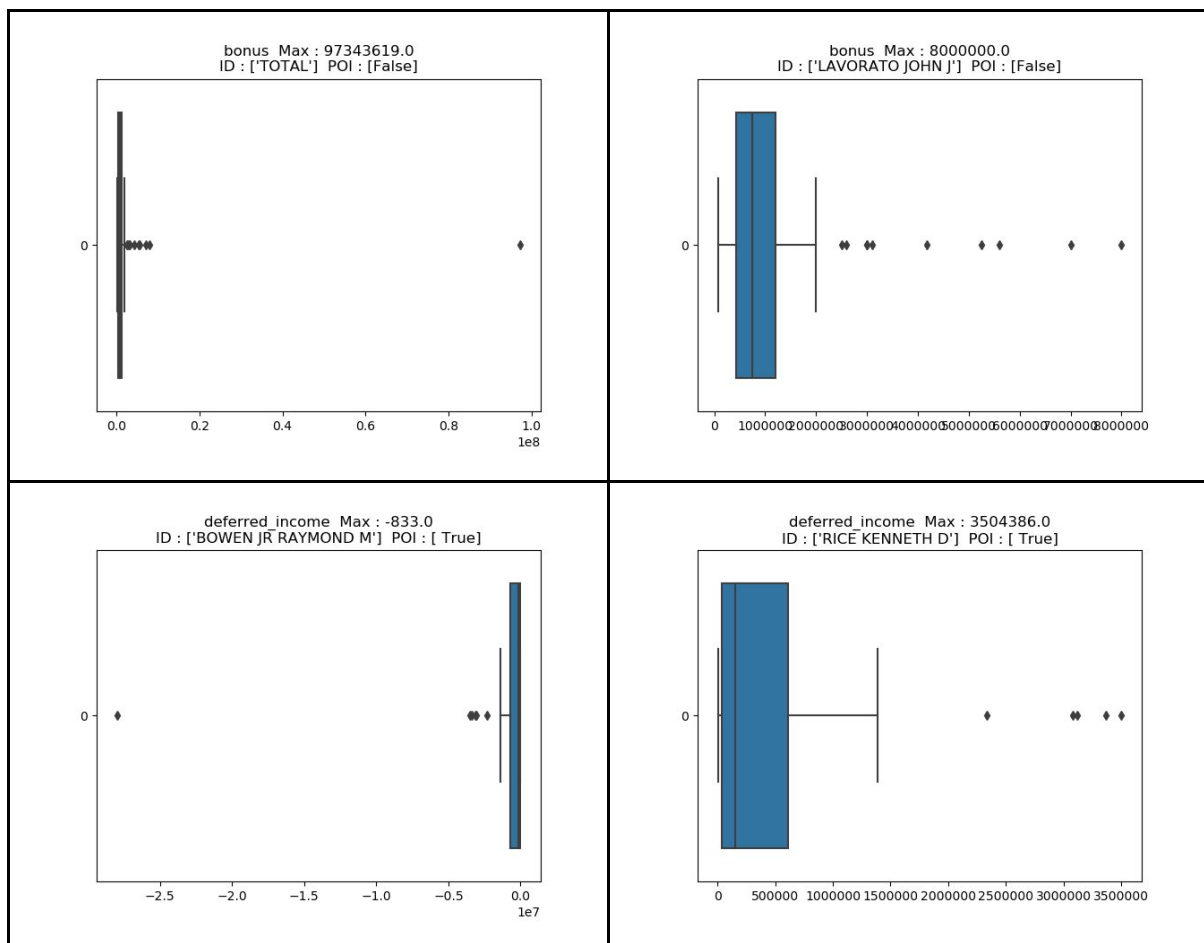 bonus Max : 97343619.0
ID : ['TOTAL'] POI : [False]
0
0.0 0.2 0.4 0.6 0.8 1.0
1e8
bonus Max : 8000000.0
ID : ['LAVORATO JOHN J'] POI : [False]
0
0 1000000 2000000 3000000 4000000 5000000 6000000 7000000 8000000
deferred_income Max : -833.0
ID : ['BOWEN JR RAYMOND M'] POI : [ True]
0
−2.5 −2.0 −1.5 −1.0 −0.5 0.0
1e7
deferred_income Max : 3504386.0
ID : ['RICE KENNETH D'] POI : [ True]
0
0 500000 1000000 1500000 2000000 2500000 3000000 3500000